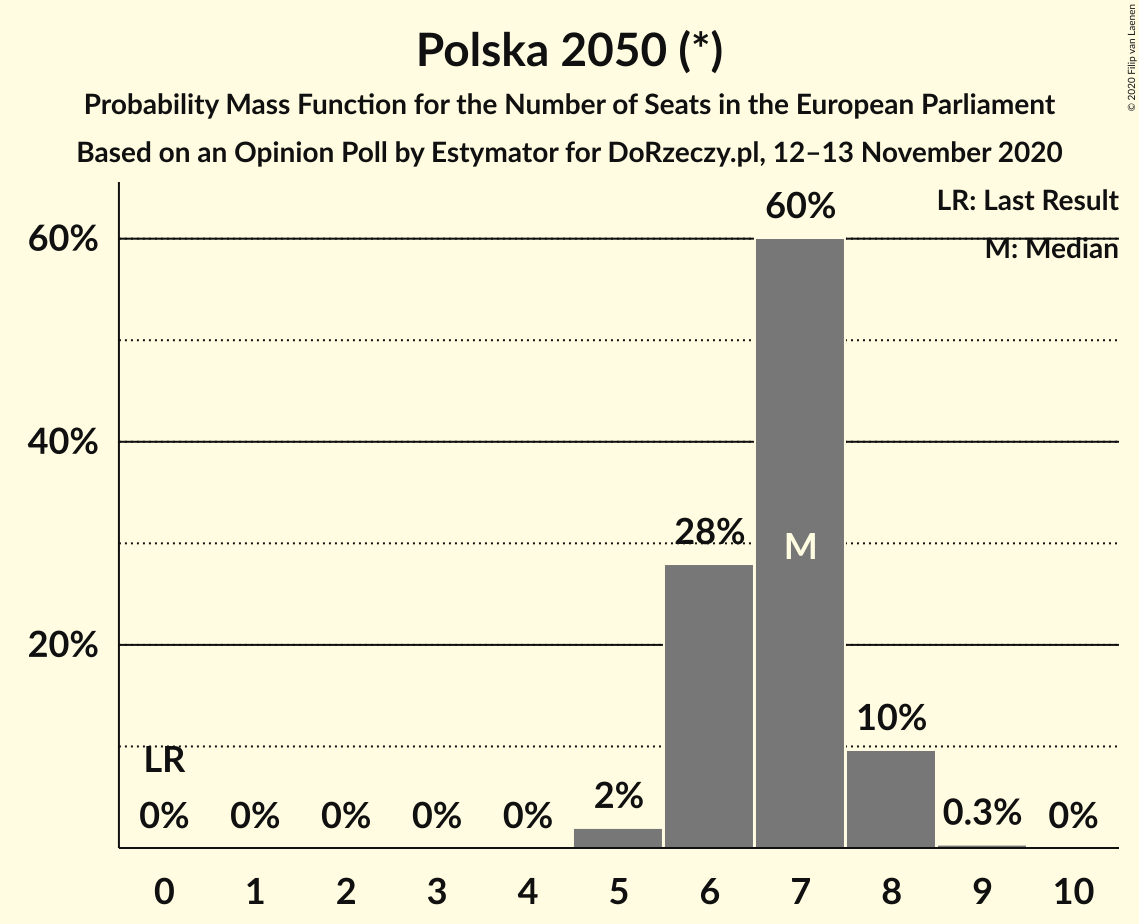 Polska 2050 (*)
Probability Mass Function for the Number of Seats in the European Parliament
Based on an Opinion Poll by Estymator for DoRzeczy.pl, 12–13 November 2020
© 2020 Filip van Laenen
LR: Last Result
M: Median
60%
40%
20%
LR
0%
0%
0%
0%
0%
2%
28%
60%
M
10%
0.3%
0%
0 1 2 3 4 5 6 7 8 9 10